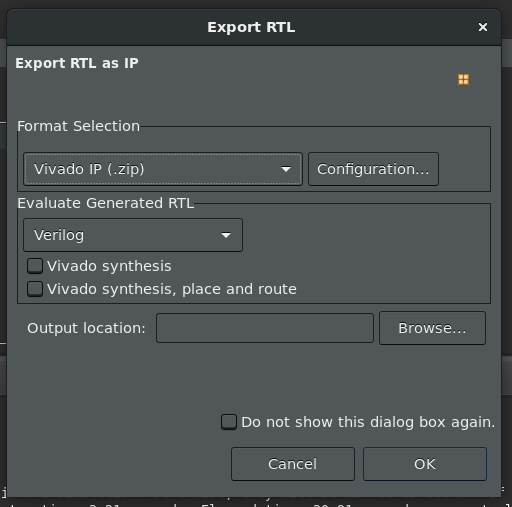 Export RTL
Export RTL as IP
Format Selection
Vivado IP (.zip) Configuration...
Evaluate Generated RTL
Verilog
Vivado synthesis
Vivado synthesis, place and route
Output location: Browse...
Do not show this dialog box again.
Cancel OK